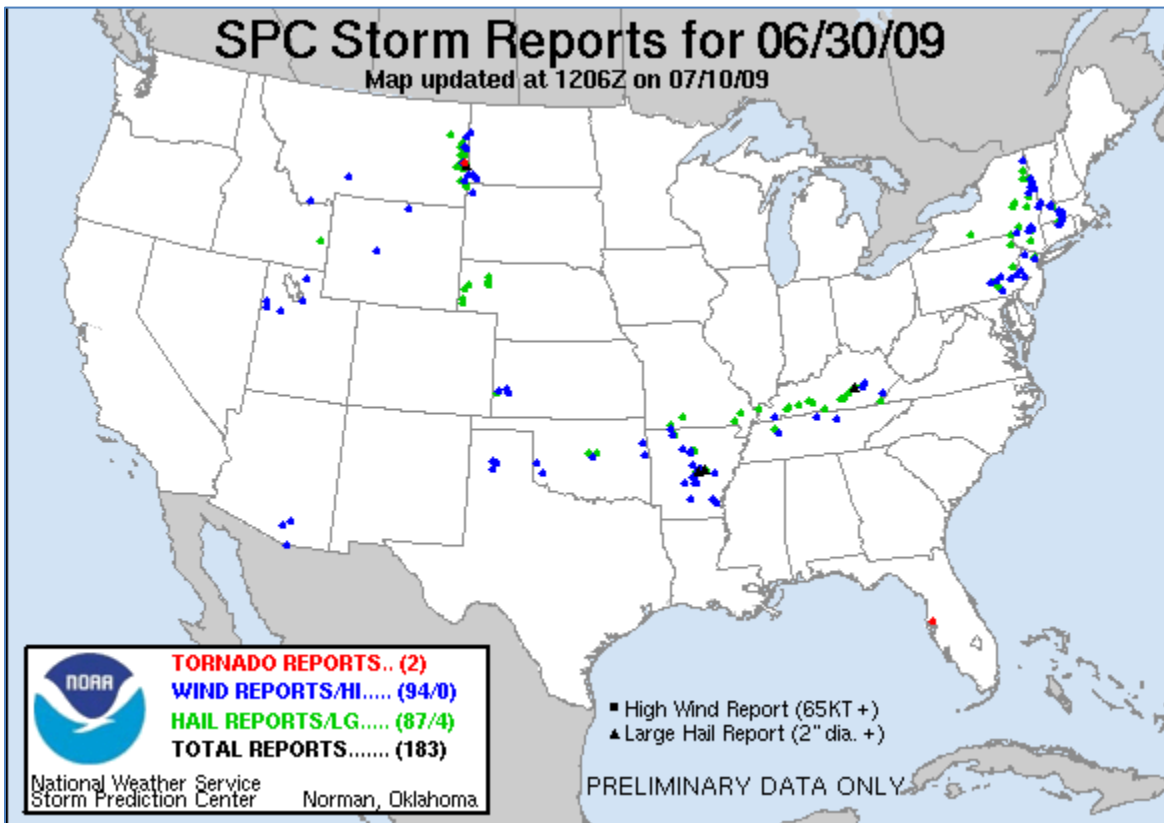 SPC Storm Reports for 06/30/09
Map updated at 1206Z on 07/10/09
NOAA
TORNADO REPORTS.. (2)
WIND REPORTS/HI..... (94/0)
HAIL REPORTS/LG..... (87/4)
TOTAL REPORTS....... (183)
National Weather Service
Storm Prediction Center Norman, Oklahoma
■ High Wind Report (65KT +)
▲ Large Hail Report (2" dia. +)
PRELIMINARY DATA ONLY